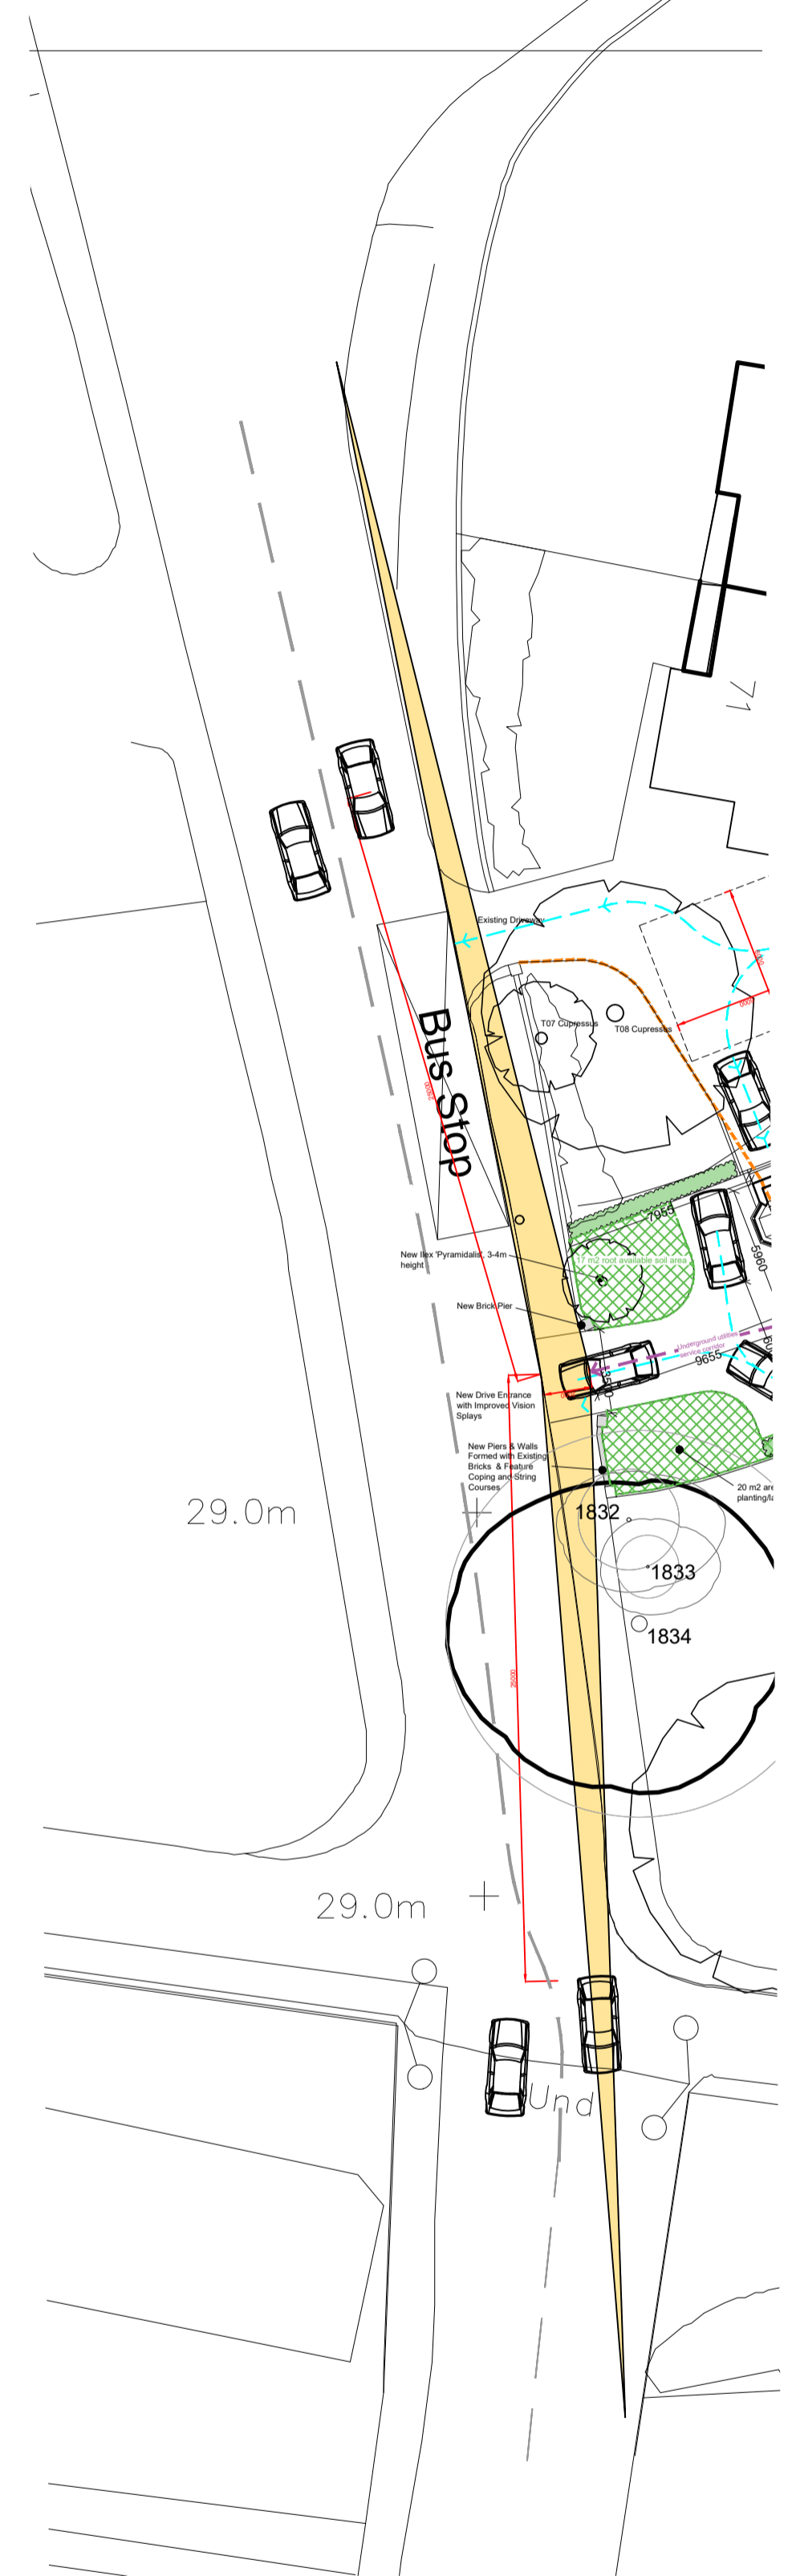 71
Existing Driveway
T07 Cupressus
T08 Cupressus
Bus Stop
25000
7955
5960
17 m2 root available soil area
New Ilex 'Pyramidalis', 3-4m
height
New Brick Pier
Underground utilities
service corridor
9655
New Drive Entrance
with Improved Vision
Splays
New Piers & Walls
Formed with Existing
Bricks & Feature
Coping and String
Courses
20 m2 are
planting/la
29.0m
1832
1833
1834
25000
29.0m
Und